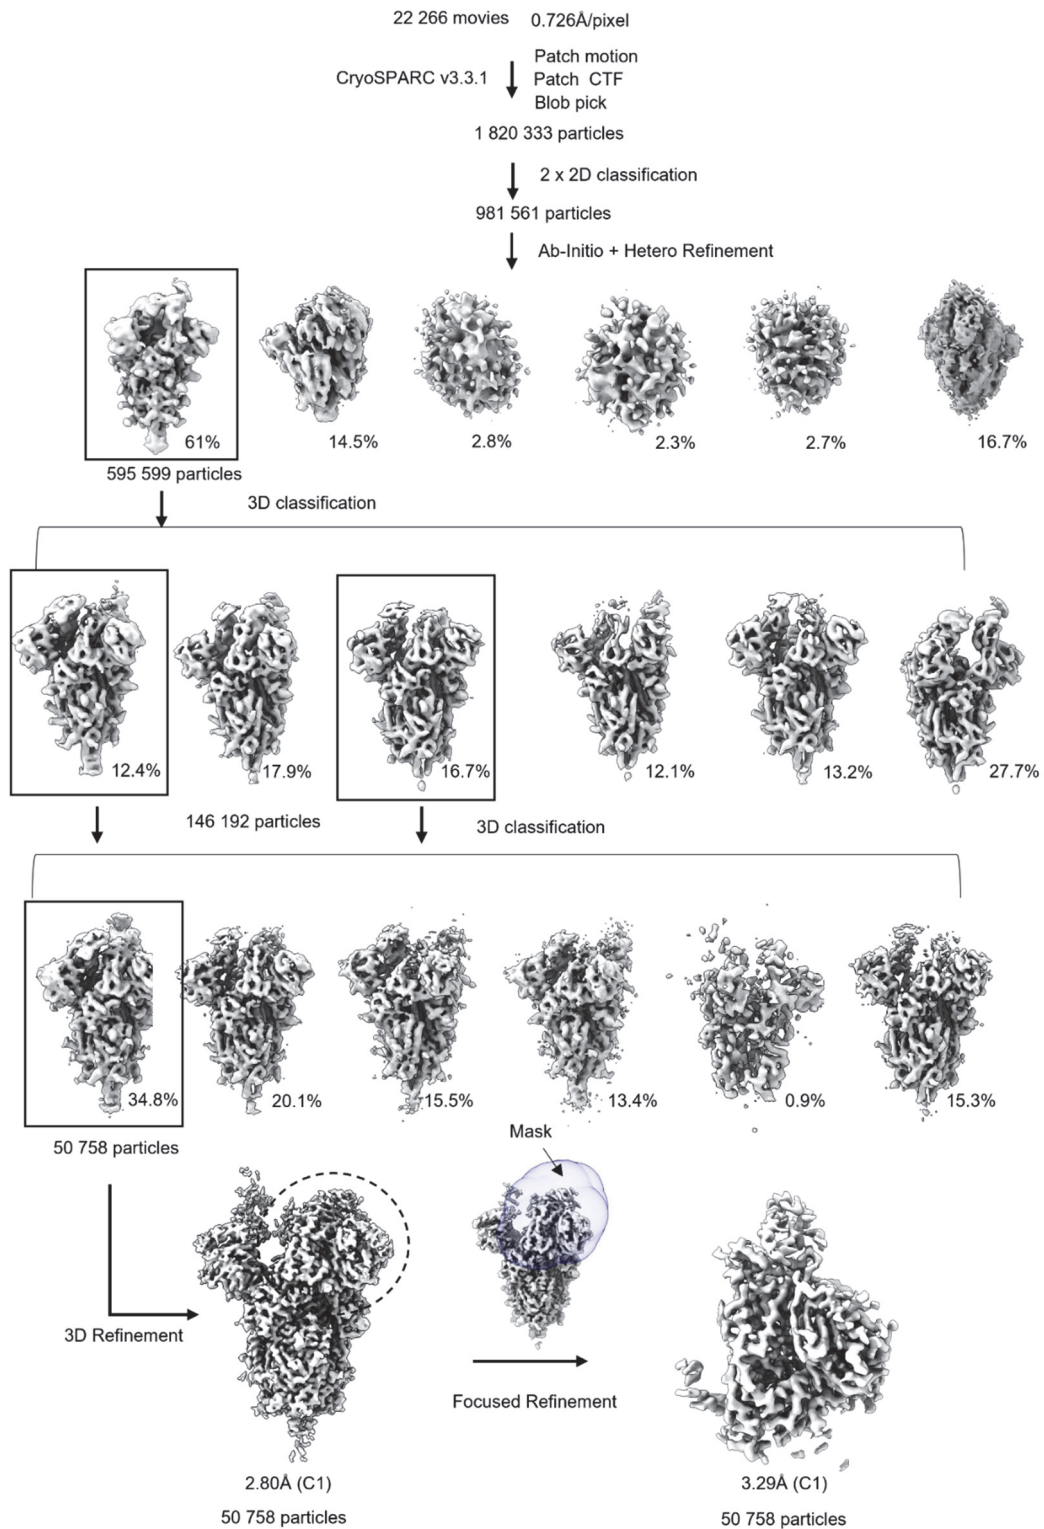 22 266 movies 0.726Å/pixel
Patch motion
CryoSPARC v3.3.1 Patch CTF
Blob pick
1 820 333 particles
2 x 2D classification
981 561 particles
Ab-Initio + Hetero Refinement
61% 14.5% 2.8% 2.3% 2.7% 16.7%
595 599 particles
3D classification
12.4% 17.9% 16.7% 12.1% 13.2% 27.7%
146 192 particles
3D classification
34.8% 20.1% 15.5% 13.4% 0.9% 15.3%
50 758 particles
Mask
3D Refinement
Focused Refinement
2.80Å (C1) 3.29Å (C1)
50 758 particles 50 758 particles